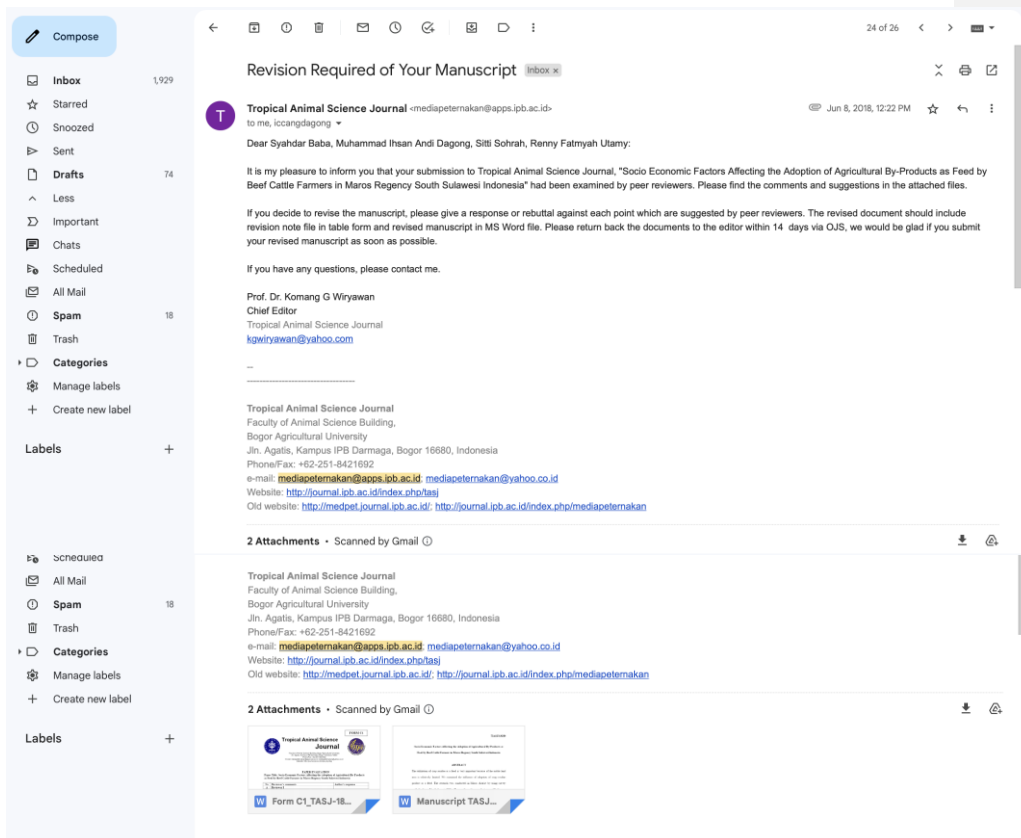 Compose
Inbox 1,929
Starred
Snoozed
Sent
Drafts 74
Less
Important
Chats
Scheduled
All Mail
Spam 18
Trash
Categories
Manage labels
Create new label
Labels +
24 of 26
Revision Required of Your Manuscript Inbox x
T
Tropical Animal Science Journal <mediapeternakan@apps.ipb.ac.id> Jun 8, 2018, 12:22 PM
to me, iccangdagong
Dear Syahdar Baba, Muhammad Ihsan Andi Dagong, Sitti Sohrah, Renny Fatmyah Utamy:
It is my pleasure to inform you that your submission to Tropical Animal Science Journal, "Socio Economic Factors Affecting the Adoption of Agricultural By-Products as Feed by
Beef Cattle Farmers in Maros Regency South Sulawesi Indonesia" had been examined by peer reviewers. Please find the comments and suggestions in the attached files.
If you decide to revise the manuscript, please give a response or rebuttal against each point which are suggested by peer reviewers. The revised document should include
revision note file in table form and revised manuscript in MS Word file. Please return back the documents to the editor within 14 days via OJS, we would be glad if you submit
your revised manuscript as soon as possible.
If you have any questions, please contact me.
Prof. Dr. Komang G Wiryawan
Chief Editor
Tropical Animal Science Journal
kgwiryawan@yahoo.com
--
------------------------------------
Tropical Animal Science Journal
Faculty of Animal Science Building,
Bogor Agricultural University
Jln. Agatis, Kampus IPB Darmaga, Bogor 16680, Indonesia
Phone/Fax: +62-251-8421692
e-mail: mediapeternakan@apps.ipb.ac.id; mediapeternakan@yahoo.co.id
Website: http://journal.ipb.ac.id/index.php/tasj
Old website: http://medpet.journal.ipb.ac.id/; http://journal.ipb.ac.id/index.php/mediapeternakan
2 Attachments • Scanned by Gmail
Scheduled
All Mail
Spam 18
Trash
Categories
Manage labels
Create new label
Labels +
Tropical Animal Science Journal
Faculty of Animal Science Building,
Bogor Agricultural University
Jln. Agatis, Kampus IPB Darmaga, Bogor 16680, Indonesia
Phone/Fax: +62-251-8421692
e-mail: mediapeternakan@apps.ipb.ac.id; mediapeternakan@yahoo.co.id
Website: http://journal.ipb.ac.id/index.php/tasj
Old website: http://medpet.journal.ipb.ac.id/; http://journal.ipb.ac.id/index.php/mediapeternakan
2 Attachments • Scanned by Gmail
Tropical Animal Science
Journal
W Form C1_TASJ-18...
W Manuscript TASJ...